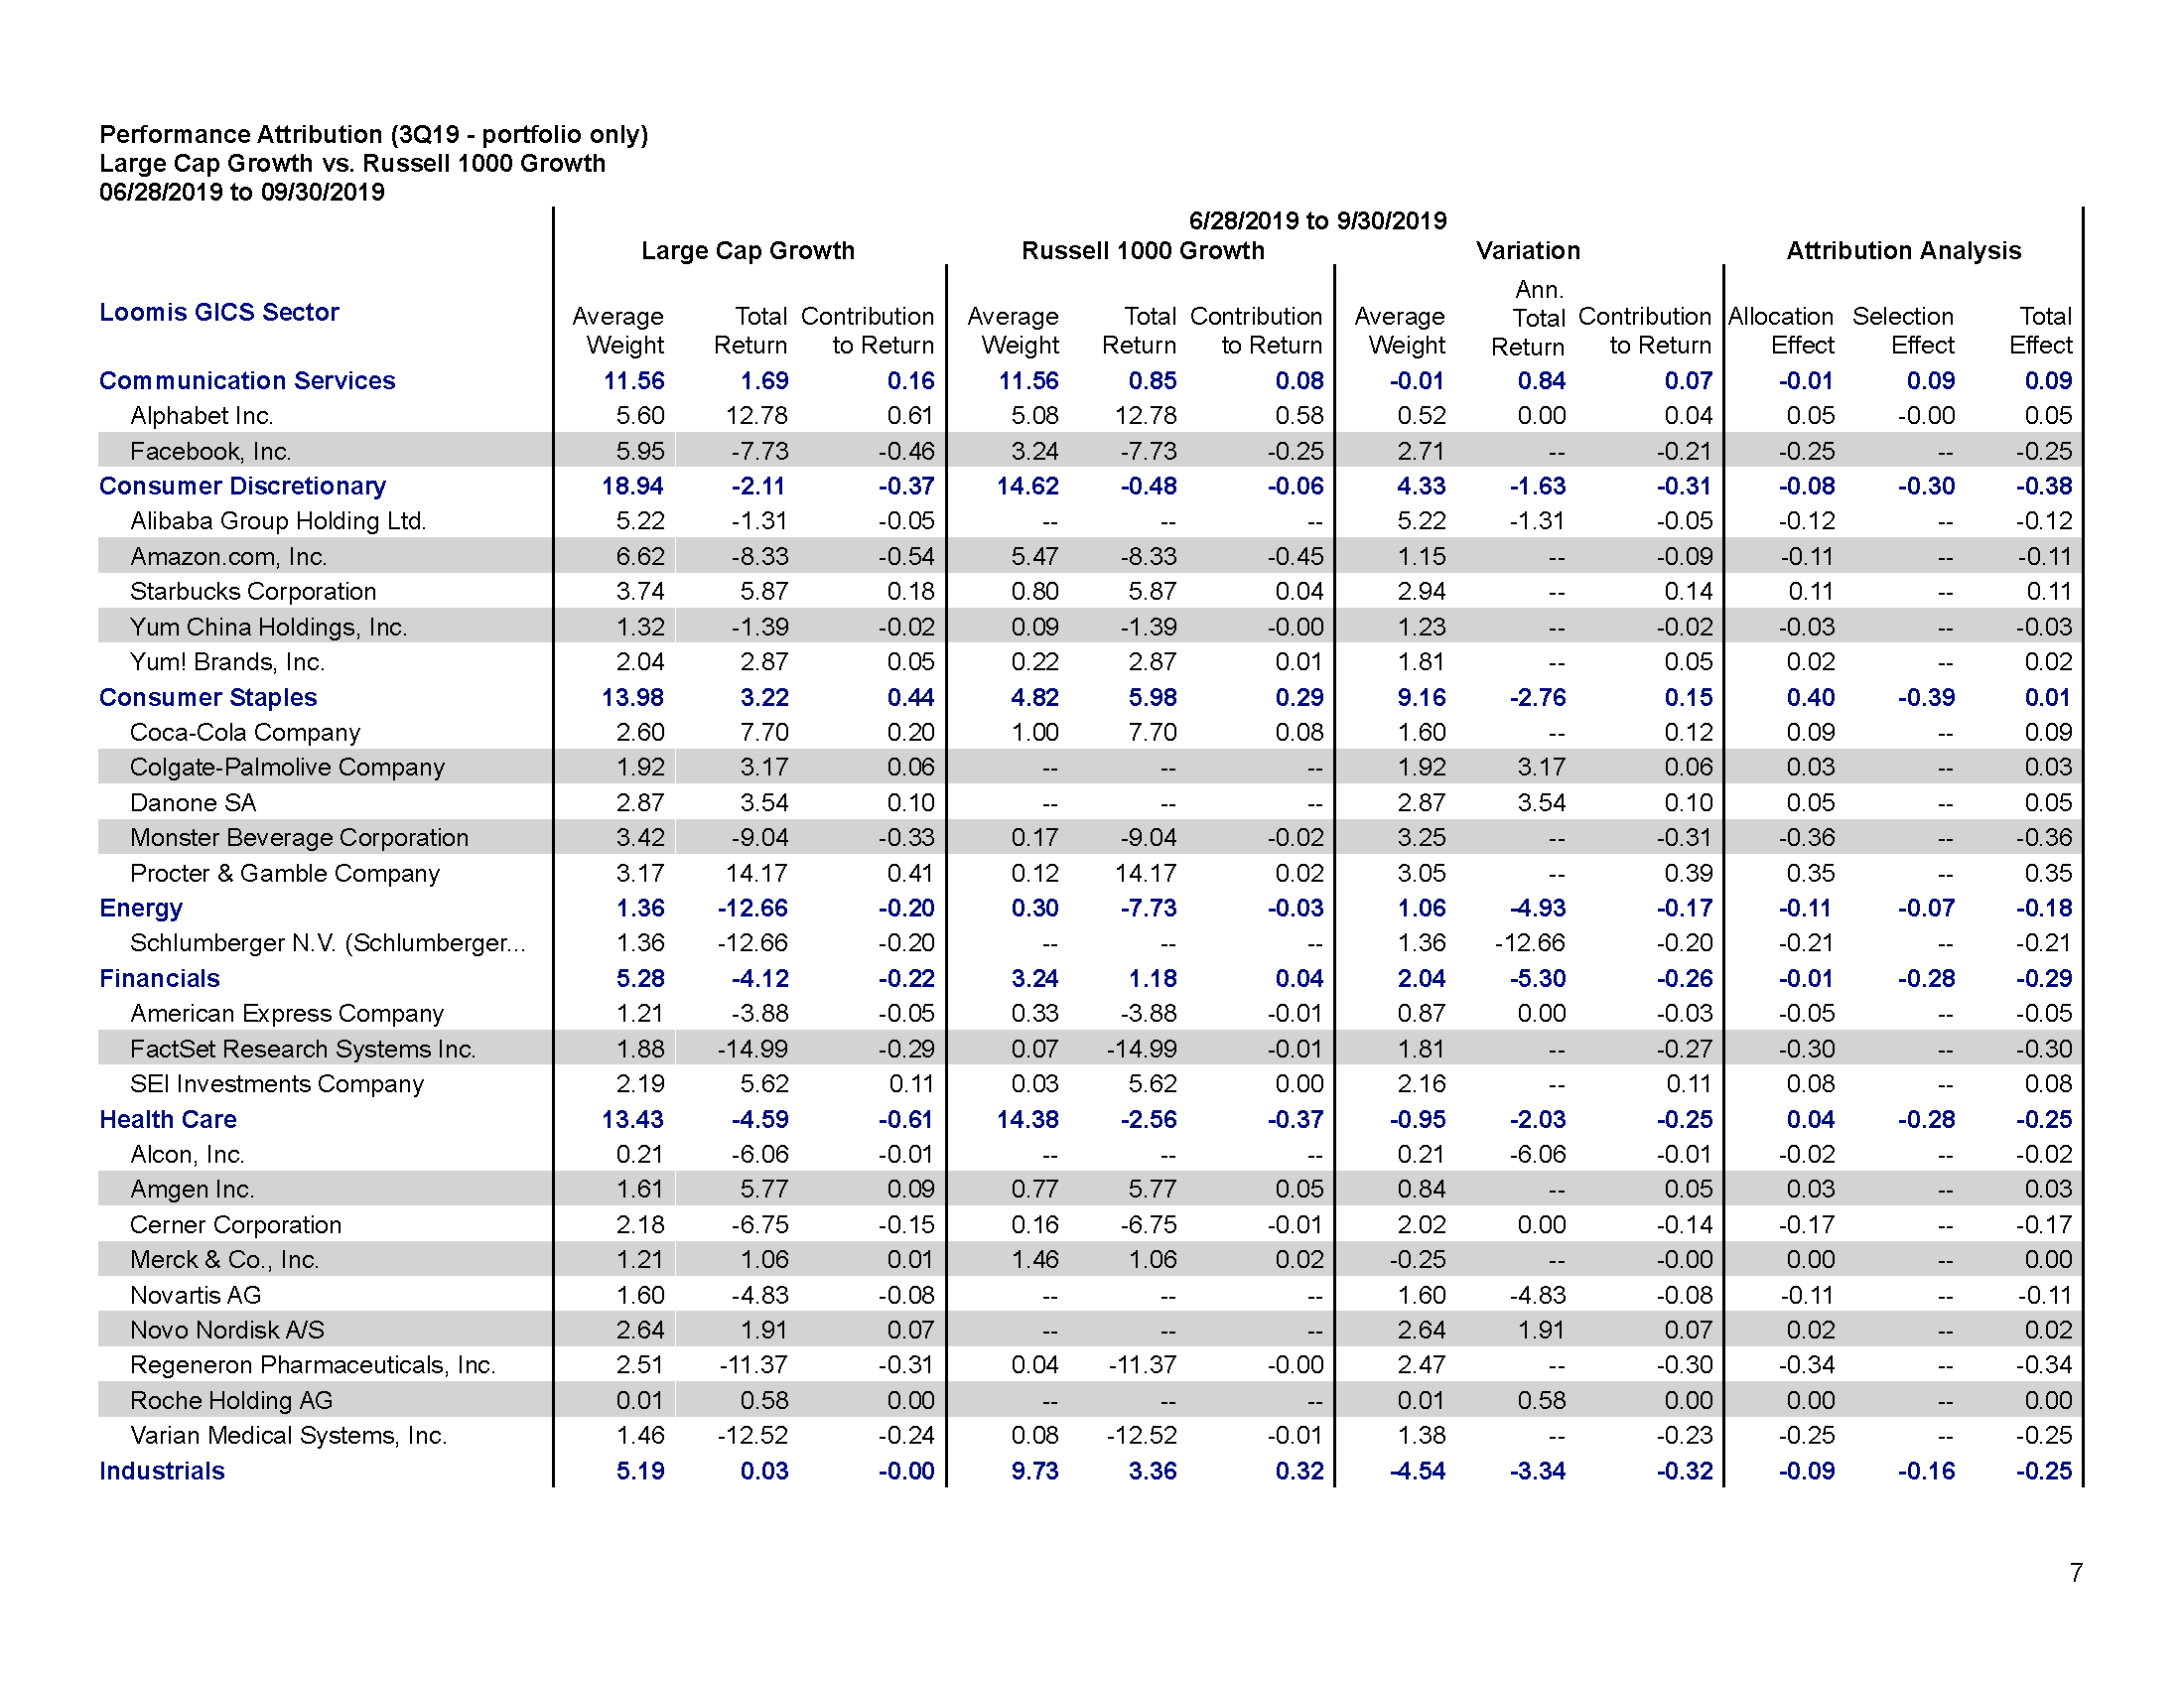 Performance Attribution (3Q19 - portfolio only)
Large Cap Growth vs. Russell 1000 Growth
06/28/2019 to 09/30/2019
6/28/2019 to 9/30/2019
Large Cap Growth Russell 1000 Growth Variation Attribution Analysis
Loomis GICS Sector Average Weight Total Return Contribution to Return Average Weight Total Return Contribution to Return Average Weight Ann. Total Return Contribution to Return Allocation Effect Selection Effect Total Effect
Communication Services 11.56 1.69 0.16 11.56 0.85 0.08 -0.01 0.84 0.07 -0.01 0.09 0.09
Alphabet Inc. 5.60 12.78 0.61 5.08 12.78 0.58 0.52 0.00 0.04 0.05 -0.00 0.05
Facebook, Inc. 5.95 -7.73 -0.46 3.24 -7.73 -0.25 2.71 -- -0.21 -0.25 -- -0.25
Consumer Discretionary 18.94 -2.11 -0.37 14.62 -0.48 -0.06 4.33 -1.63 -0.31 -0.08 -0.30 -0.38
Alibaba Group Holding Ltd. 5.22 -1.31 -0.05 -- -- -- 5.22 -1.31 -0.05 -0.12 -- -0.12
Amazon.com, Inc. 6.62 -8.33 -0.54 5.47 -8.33 -0.45 1.15 -- -0.09 -0.11 -- -0.11
Starbucks Corporation 3.74 5.87 0.18 0.80 5.87 0.04 2.94 -- 0.14 0.11 -- 0.11
Yum China Holdings, Inc. 1.32 -1.39 -0.02 0.09 -1.39 -0.00 1.23 -- -0.02 -0.03 -- -0.03
Yum! Brands, Inc. 2.04 2.87 0.05 0.22 2.87 0.01 1.81 -- 0.05 0.02 -- 0.02
Consumer Staples 13.98 3.22 0.44 4.82 5.98 0.29 9.16 -2.76 0.15 0.40 -0.39 0.01
Coca-Cola Company 2.60 7.70 0.20 1.00 7.70 0.08 1.60 -- 0.12 0.09 -- 0.09
Colgate-Palmolive Company 1.92 3.17 0.06 -- -- -- 1.92 3.17 0.06 0.03 -- 0.03
Danone SA 2.87 3.54 0.10 -- -- -- 2.87 3.54 0.10 0.05 -- 0.05
Monster Beverage Corporation 3.42 -9.04 -0.33 0.17 -9.04 -0.02 3.25 -- -0.31 -0.36 -- -0.36
Procter & Gamble Company 3.17 14.17 0.41 0.12 14.17 0.02 3.05 -- 0.39 0.35 -- 0.35
Energy 1.36 -12.66 -0.20 0.30 -7.73 -0.03 1.06 -4.93 -0.17 -0.11 -0.07 -0.18
Schlumberger N.V. (Schlumberger... 1.36 -12.66 -0.20 -- -- -- 1.36 -12.66 -0.20 -0.21 -- -0.21
Financials 5.28 -4.12 -0.22 3.24 1.18 0.04 2.04 -5.30 -0.26 -0.01 -0.28 -0.29
American Express Company 1.21 -3.88 -0.05 0.33 -3.88 -0.01 0.87 0.00 -0.03 -0.05 -- -0.05
FactSet Research Systems Inc. 1.88 -14.99 -0.29 0.07 -14.99 -0.01 1.81 -- -0.27 -0.30 -- -0.30
SEI Investments Company 2.19 5.62 0.11 0.03 5.62 0.00 2.16 -- 0.11 0.08 -- 0.08
Health Care 13.43 -4.59 -0.61 14.38 -2.56 -0.37 -0.95 -2.03 -0.25 0.04 -0.28 -0.25
Alcon, Inc. 0.21 -6.06 -0.01 -- -- -- 0.21 -6.06 -0.01 -0.02 -- -0.02
Amgen Inc. 1.61 5.77 0.09 0.77 5.77 0.05 0.84 -- 0.05 0.03 -- 0.03
Cerner Corporation 2.18 -6.75 -0.15 0.16 -6.75 -0.01 2.02 0.00 -0.14 -0.17 -- -0.17
Merck & Co., Inc. 1.21 1.06 0.01 1.46 1.06 0.02 -0.25 -- -0.00 0.00 -- 0.00
Novartis AG 1.60 -4.83 -0.08 -- -- -- 1.60 -4.83 -0.08 -0.11 -- -0.11
Novo Nordisk A/S 2.64 1.91 0.07 -- -- -- 2.64 1.91 0.07 0.02 -- 0.02
Regeneron Pharmaceuticals, Inc. 2.51 -11.37 -0.31 0.04 -11.37 -0.00 2.47 -- -0.30 -0.34 -- -0.34
Roche Holding AG 0.01 0.58 0.00 -- -- -- 0.01 0.58 0.00 0.00 -- 0.00
Varian Medical Systems, Inc. 1.46 -12.52 -0.24 0.08 -12.52 -0.01 1.38 -- -0.23 -0.25 -- -0.25
Industrials 5.19 0.03 -0.00 9.73 3.36 0.32 -4.54 -3.34 -0.32 -0.09 -0.16 -0.25
7